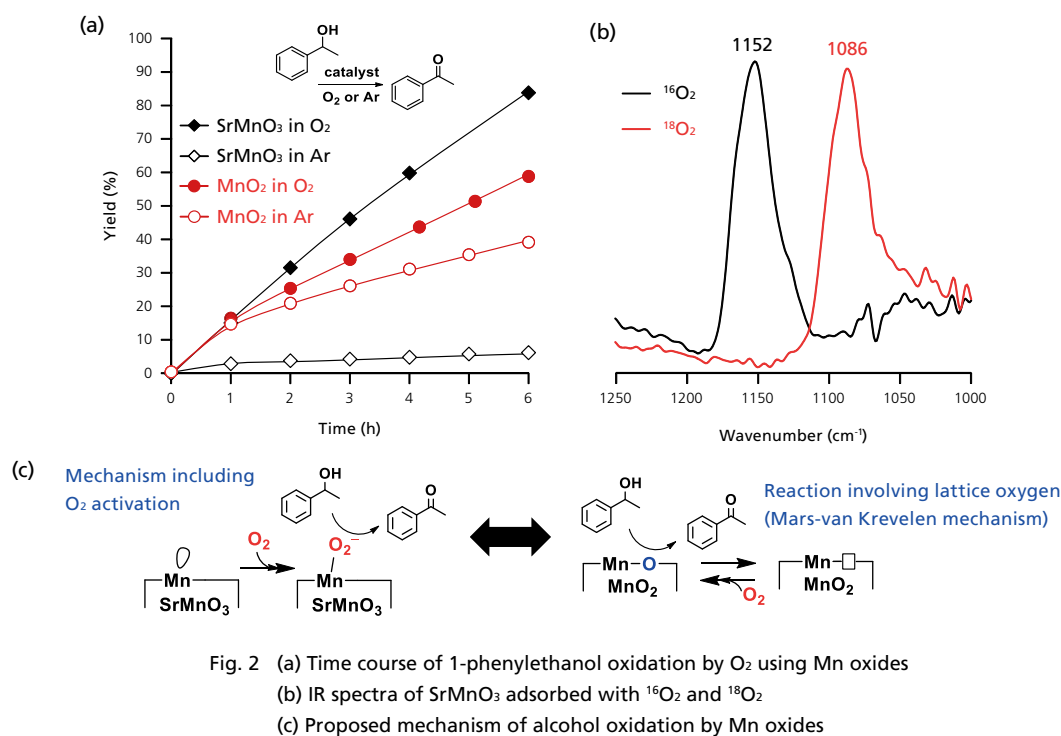 (a)
100
90
80
70
60
50
40
30
20
10
0
Yield (%)
OH
catalyst
O₂ or Ar
O
SrMnO₃ in O₂
SrMnO₃ in Ar
MnO₂ in O₂
MnO₂ in Ar
0 1 2 3 4 5 6
Time (h)
(b)
1152 1086
¹⁶O₂
¹⁸O₂
1250 1200 1150 1100 1050 1000
Wavenumber (cm⁻¹)
(c)
Mechanism including
O₂ activation
OH
O
O₂
O₂⁻
Mn
SrMnO₃
Mn
SrMnO₃
OH
O
Reaction involving lattice oxygen
(Mars-van Krevelen mechanism)
Mn O
MnO₂
O₂
Mn
MnO₂
Fig. 2 (a) Time course of 1-phenylethanol oxidation by O₂ using Mn oxides
(b) IR spectra of SrMnO₃ adsorbed with ¹⁶O₂ and ¹⁸O₂
(c) Proposed mechanism of alcohol oxidation by Mn oxides